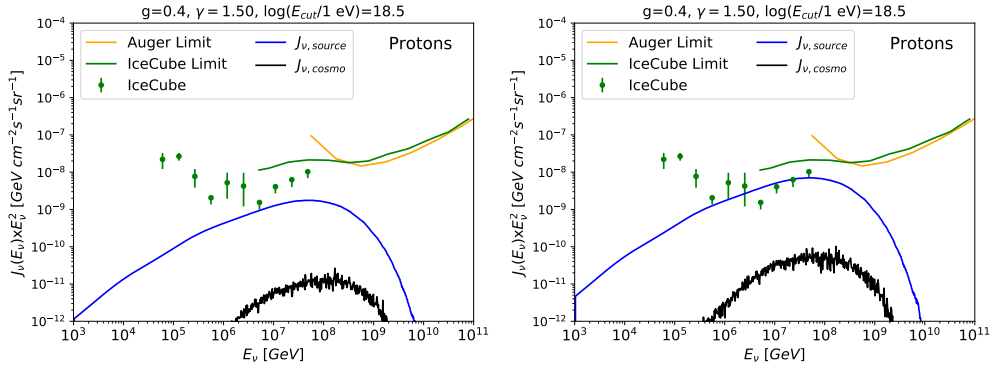 g=0.4, γ = 1.50, log(E_cut/1 eV)=18.5
J_ν(E_ν)xE_ν^2 [GeV cm^−2 s^−1 sr^−1]
10^−4
10^−5
10^−6
10^−7
10^−8
10^−9
10^−10
10^−11
10^−12
Auger Limit
IceCube Limit
IceCube
J_ν,source
J_ν,cosmo
Protons
10^3 10^4 10^5 10^6 10^7 10^8 10^9 10^10 10^11
E_ν [GeV]
g=0.4, γ = 1.50, log(E_cut/1 eV)=18.5
J_ν(E_ν)xE_ν^2 [GeV cm^−2 s^−1 sr^−1]
10^−4
10^−5
10^−6
10^−7
10^−8
10^−9
10^−10
10^−11
10^−12
Auger Limit
IceCube Limit
IceCube
J_ν,source
J_ν,cosmo
Protons
10^3 10^4 10^5 10^6 10^7 10^8 10^9 10^10 10^11
E_ν [GeV]